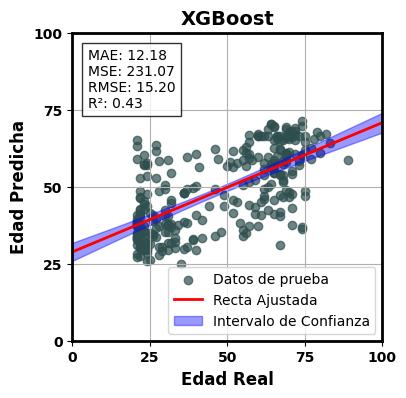 XGBoost
MAE: 12.18
MSE: 231.07
RMSE: 15.20
R²: 0.43
100
75
50
25
0
Edad Predicha
Datos de prueba
Recta Ajustada
Intervalo de Confianza
0 25 50 75 100
Edad Real